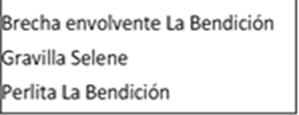 Brecha envolvente La Bendición
Gravilla Selene
Perlita La Bendición